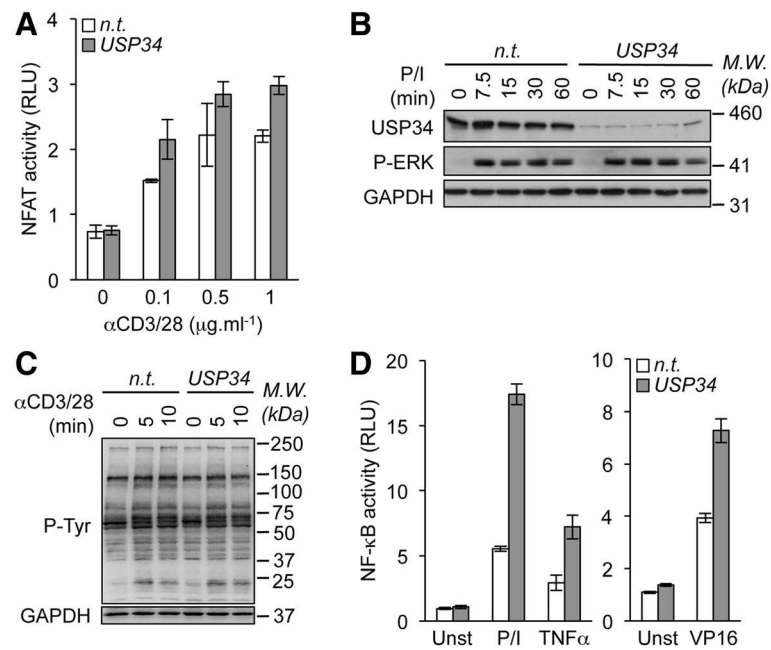 A
4
3
2
1
0
NFAT activity (RLU)
n.t.
USP34
0 0.1 0.5 1
αCD3/28 (μg.ml-1)
B
n.t. USP34 M.W.
(kDa)
P/I
(min)
0 7.5 15 30 60 0 7.5 15 30 60
USP34
460
P-ERK
41
GAPDH
31
C
n.t. USP34 M.W.
(kDa)
αCD3/28
(min)
0 5 10 0 5 10
250
150
100
75
P-Tyr
50
37
25
GAPDH
37
D
20
15
10
5
0
NF-κB activity (RLU)
Unst P/I TNFα
10
8
6
4
2
0
n.t.
USP34
Unst VP16